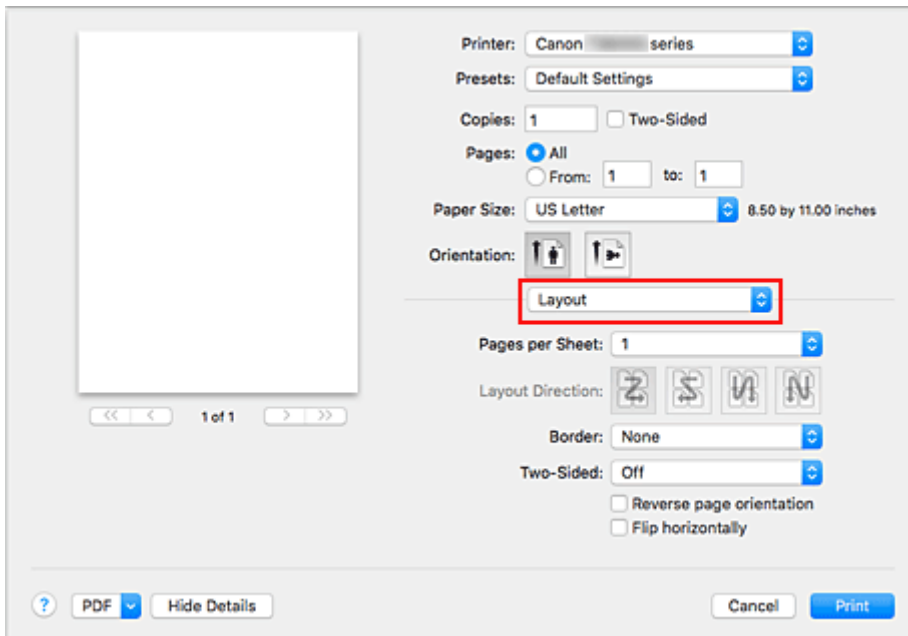 Printer: Canon series
Presets: Default Settings
Copies: 1 Two-Sided
Pages: All
From: 1 to: 1
Paper Size: US Letter 8.50 by 11.00 inches
Orientation:
Layout
Pages per Sheet: 1
Layout Direction:
Border: None
Two-Sided: Off
Reverse page orientation
Flip horizontally
<< < 1 of 1 > >>
? PDF Hide Details Cancel Print